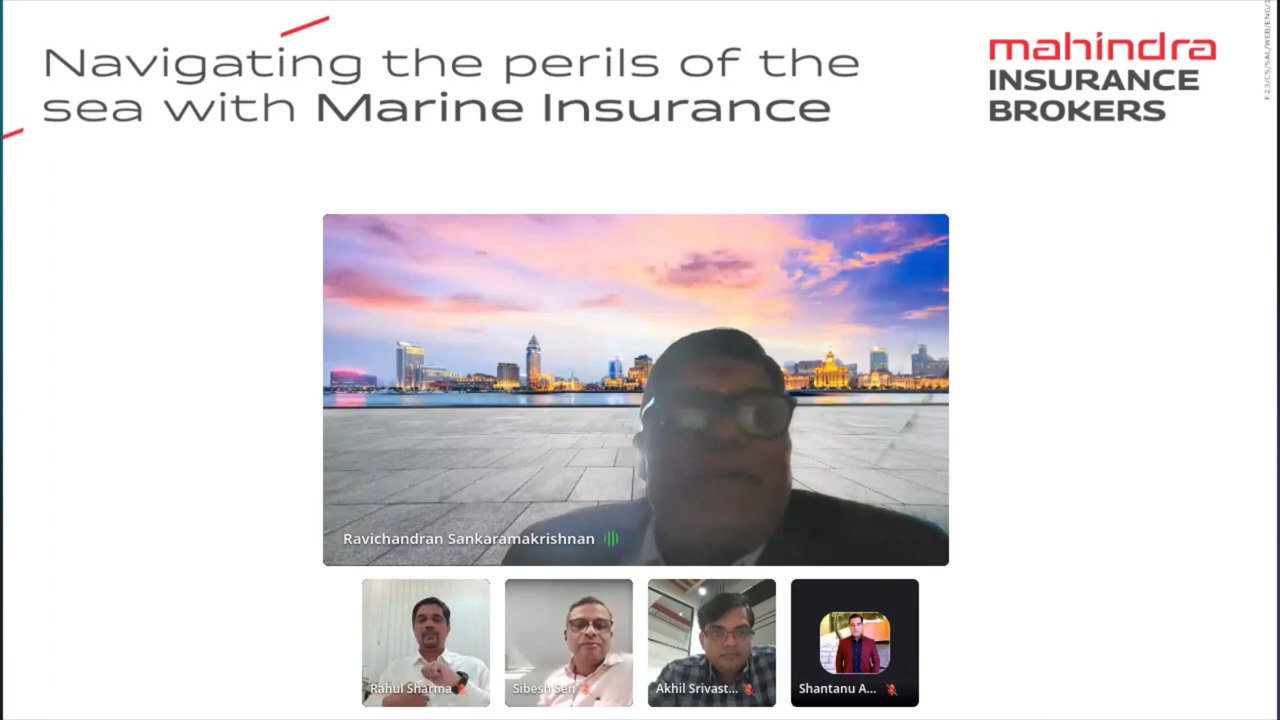 Navigating the perils of the
sea with Marine Insurance
mahindra
INSURANCE
BROKERS
Ravichandran Sankaramakrishnan
Rahul Sharma
Sibesh Sen
Akhil Srivast...
Shantanu A...